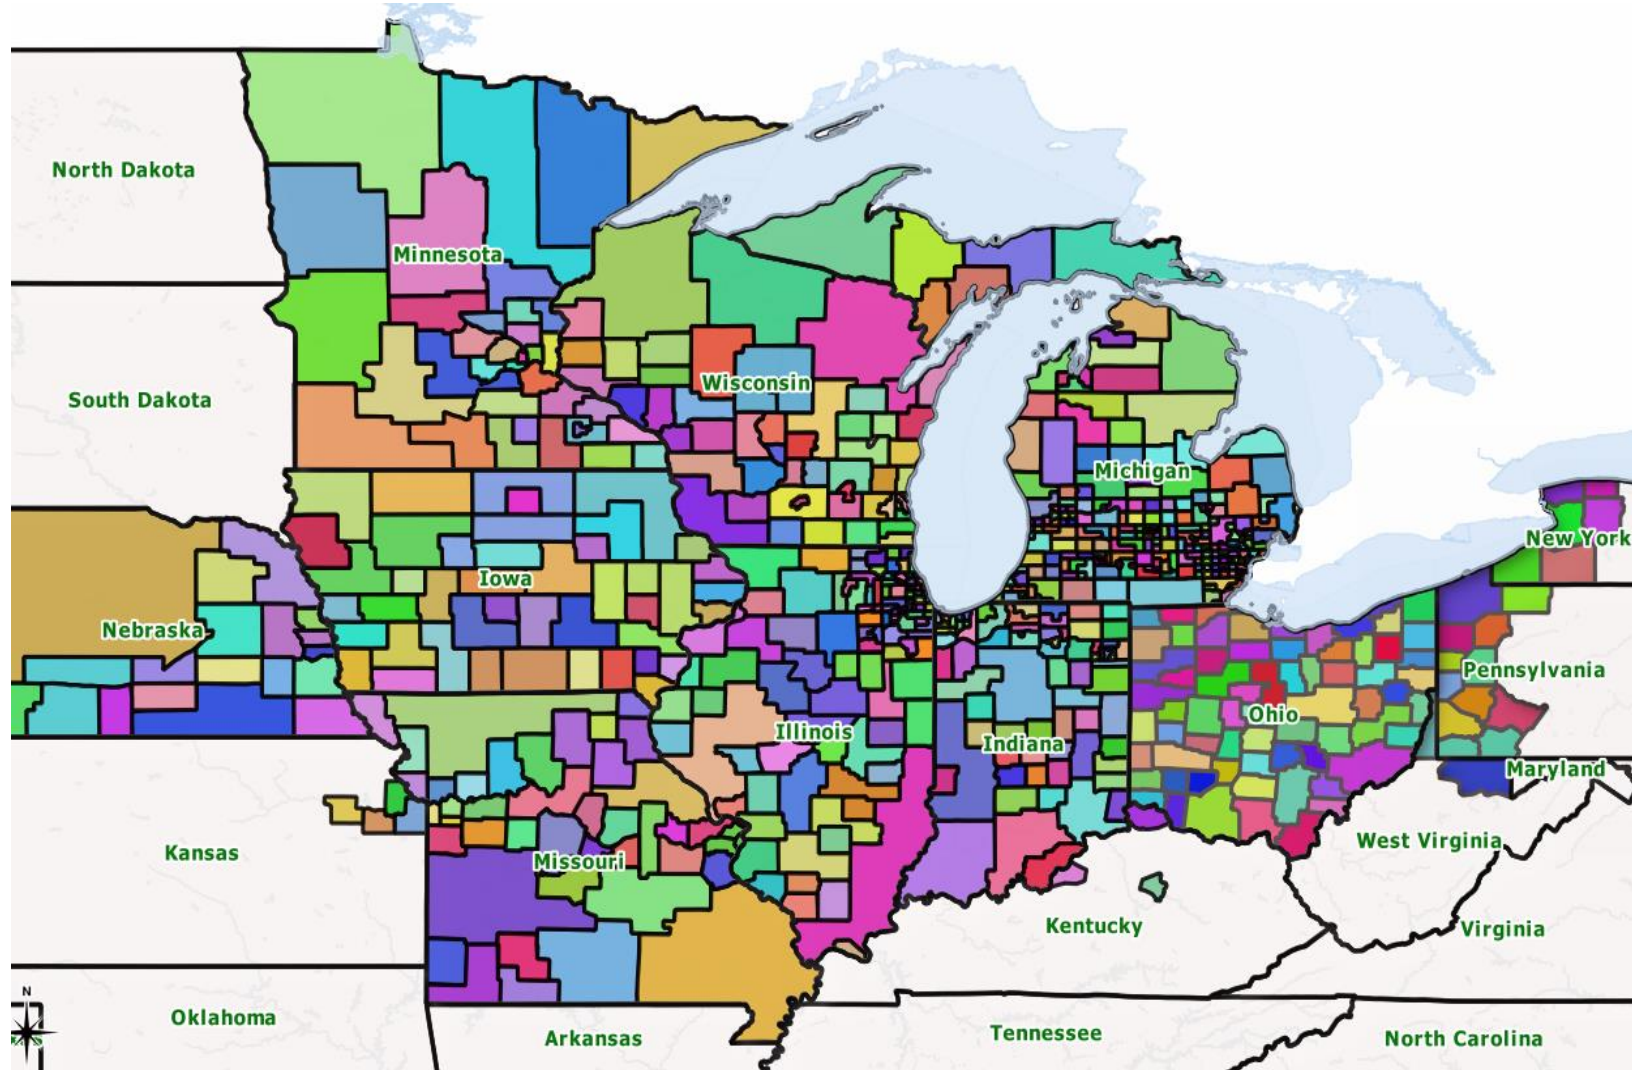 North Dakota
Minnesota
Wisconsin
South Dakota
Michigan
New York
Iowa
Nebraska
Pennsylvania
Ohio
Illinois
Indiana
Maryland
Kansas
Missouri
West Virginia
Kentucky
Virginia
N
Oklahoma
Arkansas
Tennessee
North Carolina